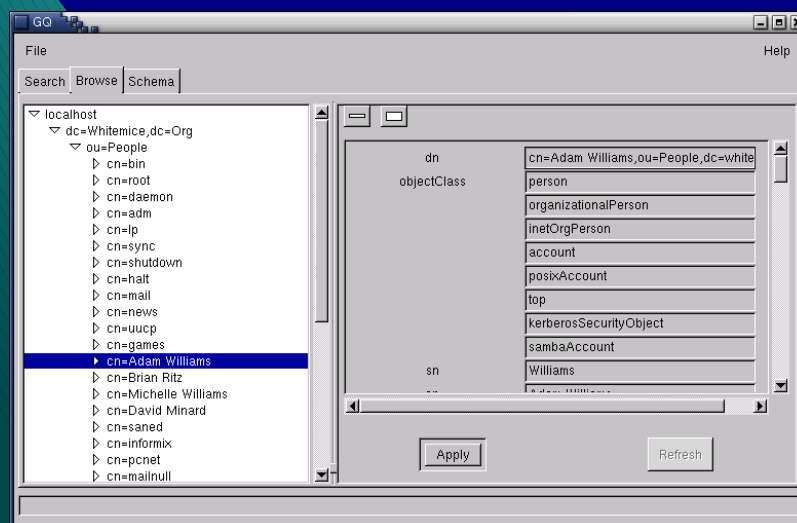 GQ
File Help
Search Browse Schema
localhost
dc=Whitemice,dc=Org
ou=People
cn=bin
cn=root
cn=daemon
cn=adm
cn=lp
cn=sync
cn=shutdown
cn=halt
cn=mail
cn=news
cn=uucp
cn=games
cn=Adam Williams
cn=Brian Ritz
cn=Michelle Williams
cn=David Minard
cn=saned
cn=informix
cn=pcnet
cn=mailnull
dn cn=Adam Williams,ou=People,dc=white
objectClass person
organizationalPerson
inetOrgPerson
account
posixAccount
top
kerberosSecurityObject
sambaAccount
sn Williams
Adam Williams
Apply Refresh